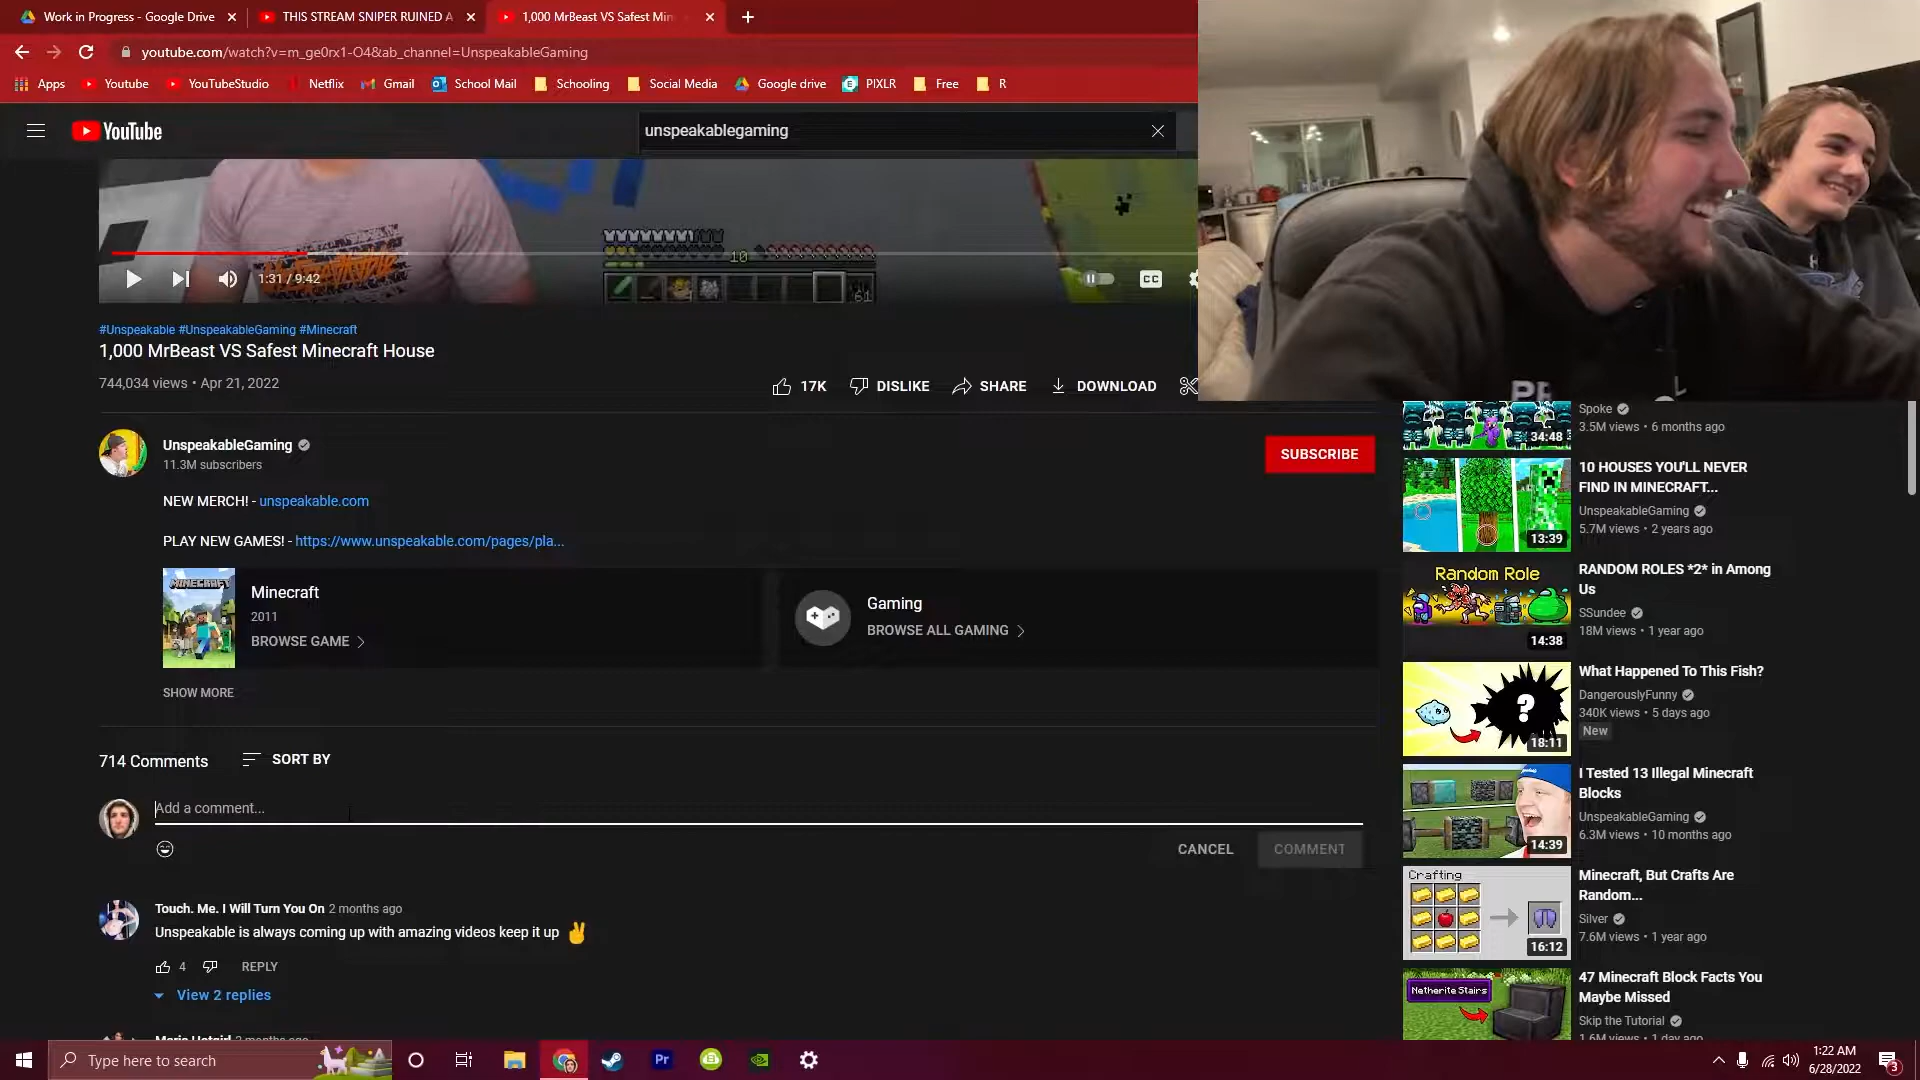 Work in Progress - Google Drive
THIS STREAM SNIPER RUINED A
1,000 MrBeast VS Safest Min
youtube.com/watch?v=m_ge0rx1-O4&ab_channel=UnspeakableGaming
Apps Youtube YouTubeStudio Netflix Gmail School Mail Schooling Social Media Google drive PIXLR Free R
YouTube
unspeakablegaming
10
61
1:31 / 9:42
CC
#Unspeakable #UnspeakableGaming #Minecraft
1,000 MrBeast VS Safest Minecraft House
744,034 views • Apr 21, 2022
17K DISLIKE SHARE DOWNLOAD
UnspeakableGaming
11.3M subscribers
SUBSCRIBE
NEW MERCH! - unspeakable.com
PLAY NEW GAMES! - https://www.unspeakable.com/pages/pla...
MINECRAFT
Minecraft
2011
BROWSE GAME
Gaming
BROWSE ALL GAMING
SHOW MORE
714 Comments
SORT BY
Add a comment...
CANCEL
COMMENT
Touch. Me. I Will Turn You On 2 months ago
Unspeakable is always coming up with amazing videos keep it up
4 REPLY
View 2 replies
34:48
Spoke
3.5M views • 6 months ago
13:39
10 HOUSES YOU'LL NEVER
FIND IN MINECRAFT...
UnspeakableGaming
5.7M views • 2 years ago
Random Role
14:38
RANDOM ROLES *2* in Among
Us
SSundee
18M views • 1 year ago
?
18:11
What Happened To This Fish?
DangerouslyFunny
340K views • 5 days ago
New
14:39
I Tested 13 Illegal Minecraft
Blocks
UnspeakableGaming
6.3M views • 10 months ago
Crafting
16:12
Minecraft, But Crafts Are
Random...
Silver
7.6M views • 1 year ago
Netherite Stairs
47 Minecraft Block Facts You
Maybe Missed
Skip the Tutorial
1.6M views • 1 day ago
Type here to search
Pr
1:22 AM
6/28/2022
3